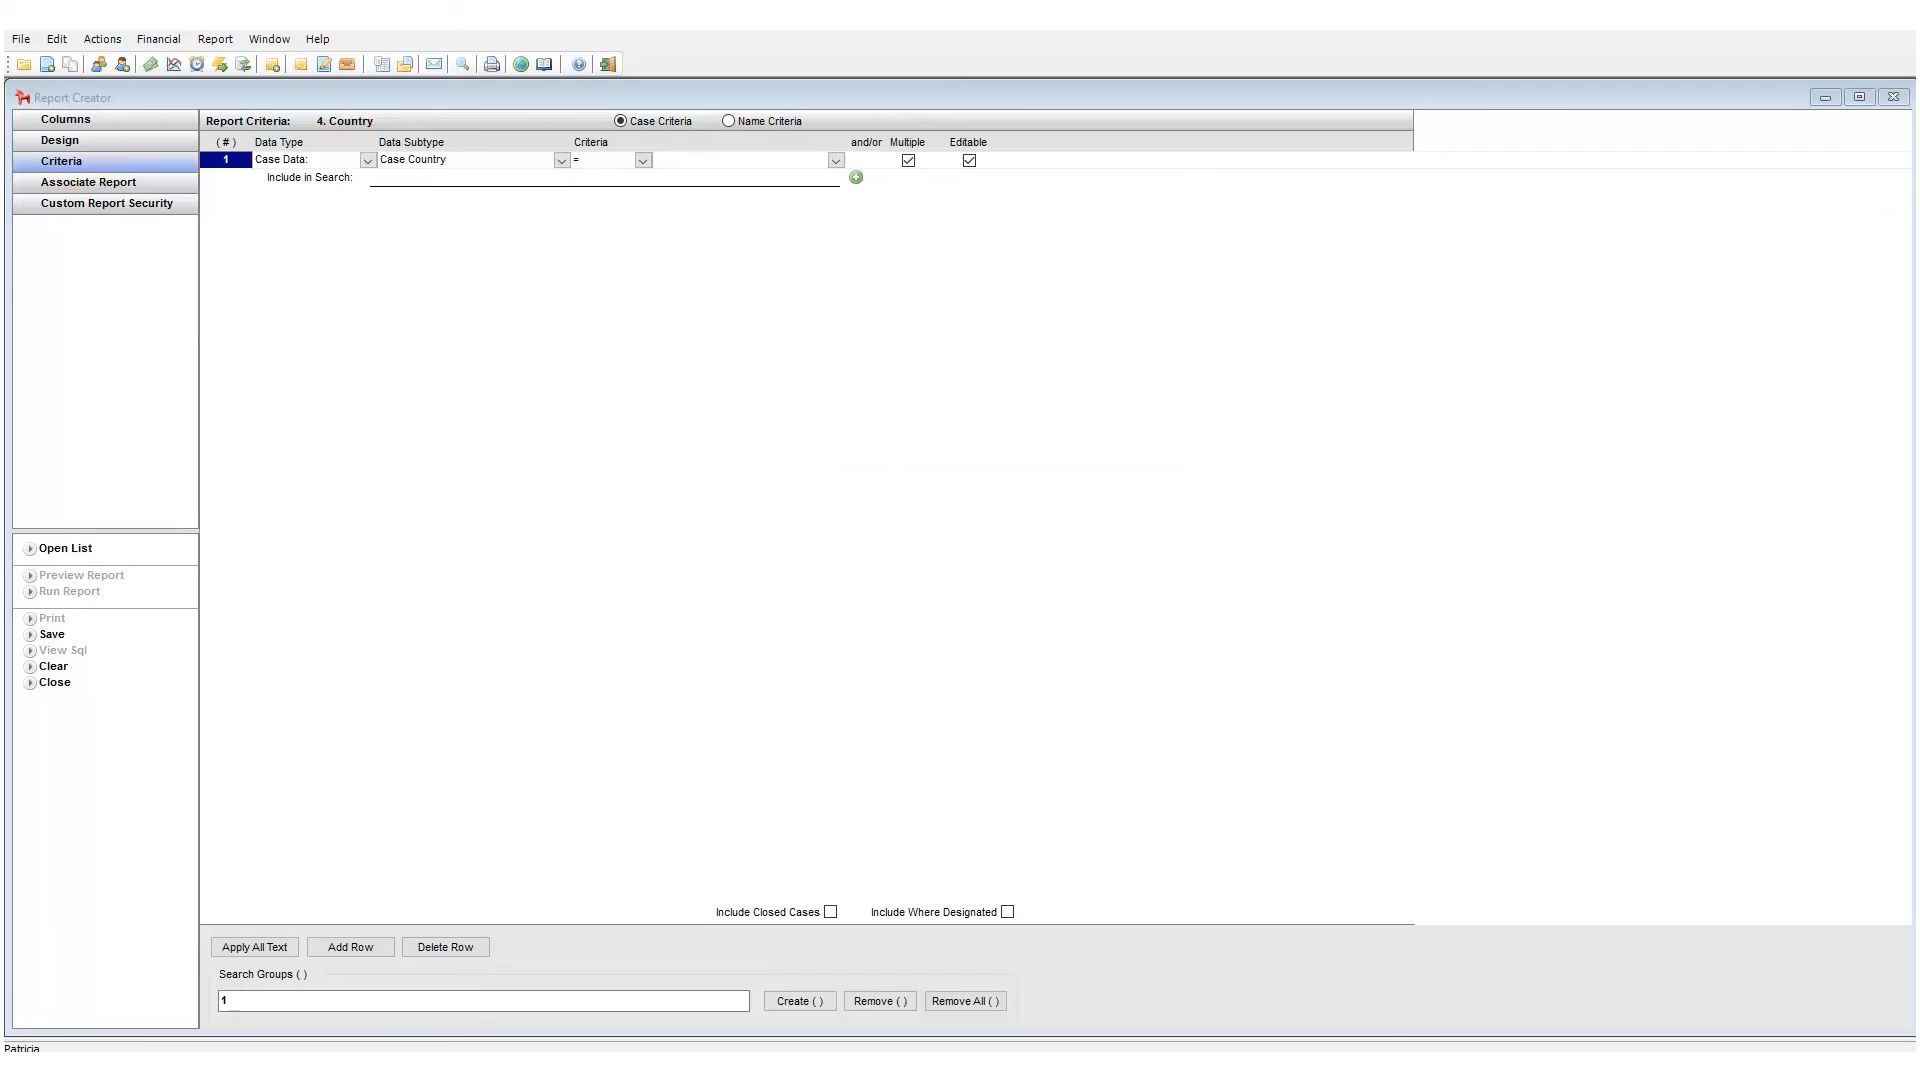 File Edit Actions Financial Report Window Help
Report Creator
Columns
Design
Criteria
Associate Report
Custom Report Security
Report Criteria: 4. Country Case Criteria Name Criteria
( # ) Data Type Data Subtype Criteria and/or Multiple Editable
1 Case Data: Case Country =
Include in Search:
Open List
Preview Report
Run Report
Print
Save
View Sql
Clear
Close
Include Closed Cases Include Where Designated
Apply All Text Add Row Delete Row
Search Groups ( )
1 Create ( ) Remove ( ) Remove All ( )
Patricia